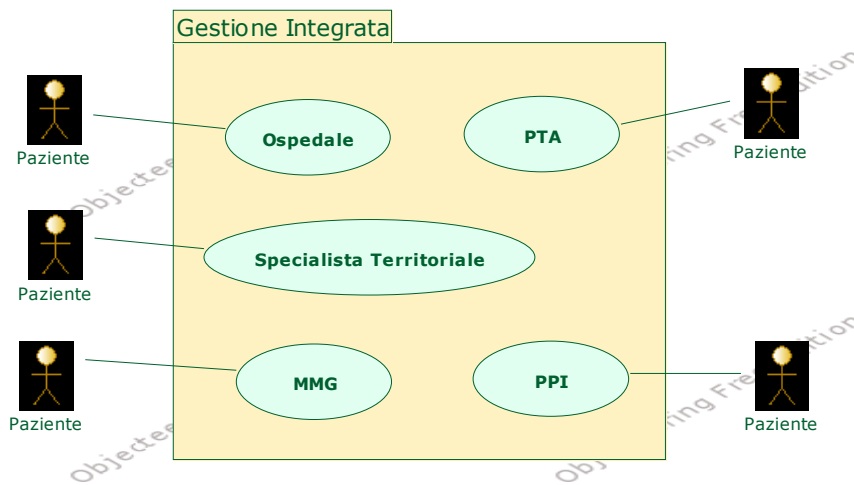 Gestione Integrata
Paziente
Ospedale
PTA
Paziente
Paziente
Specialista Territoriale
Paziente
MMG
PPI
Paziente